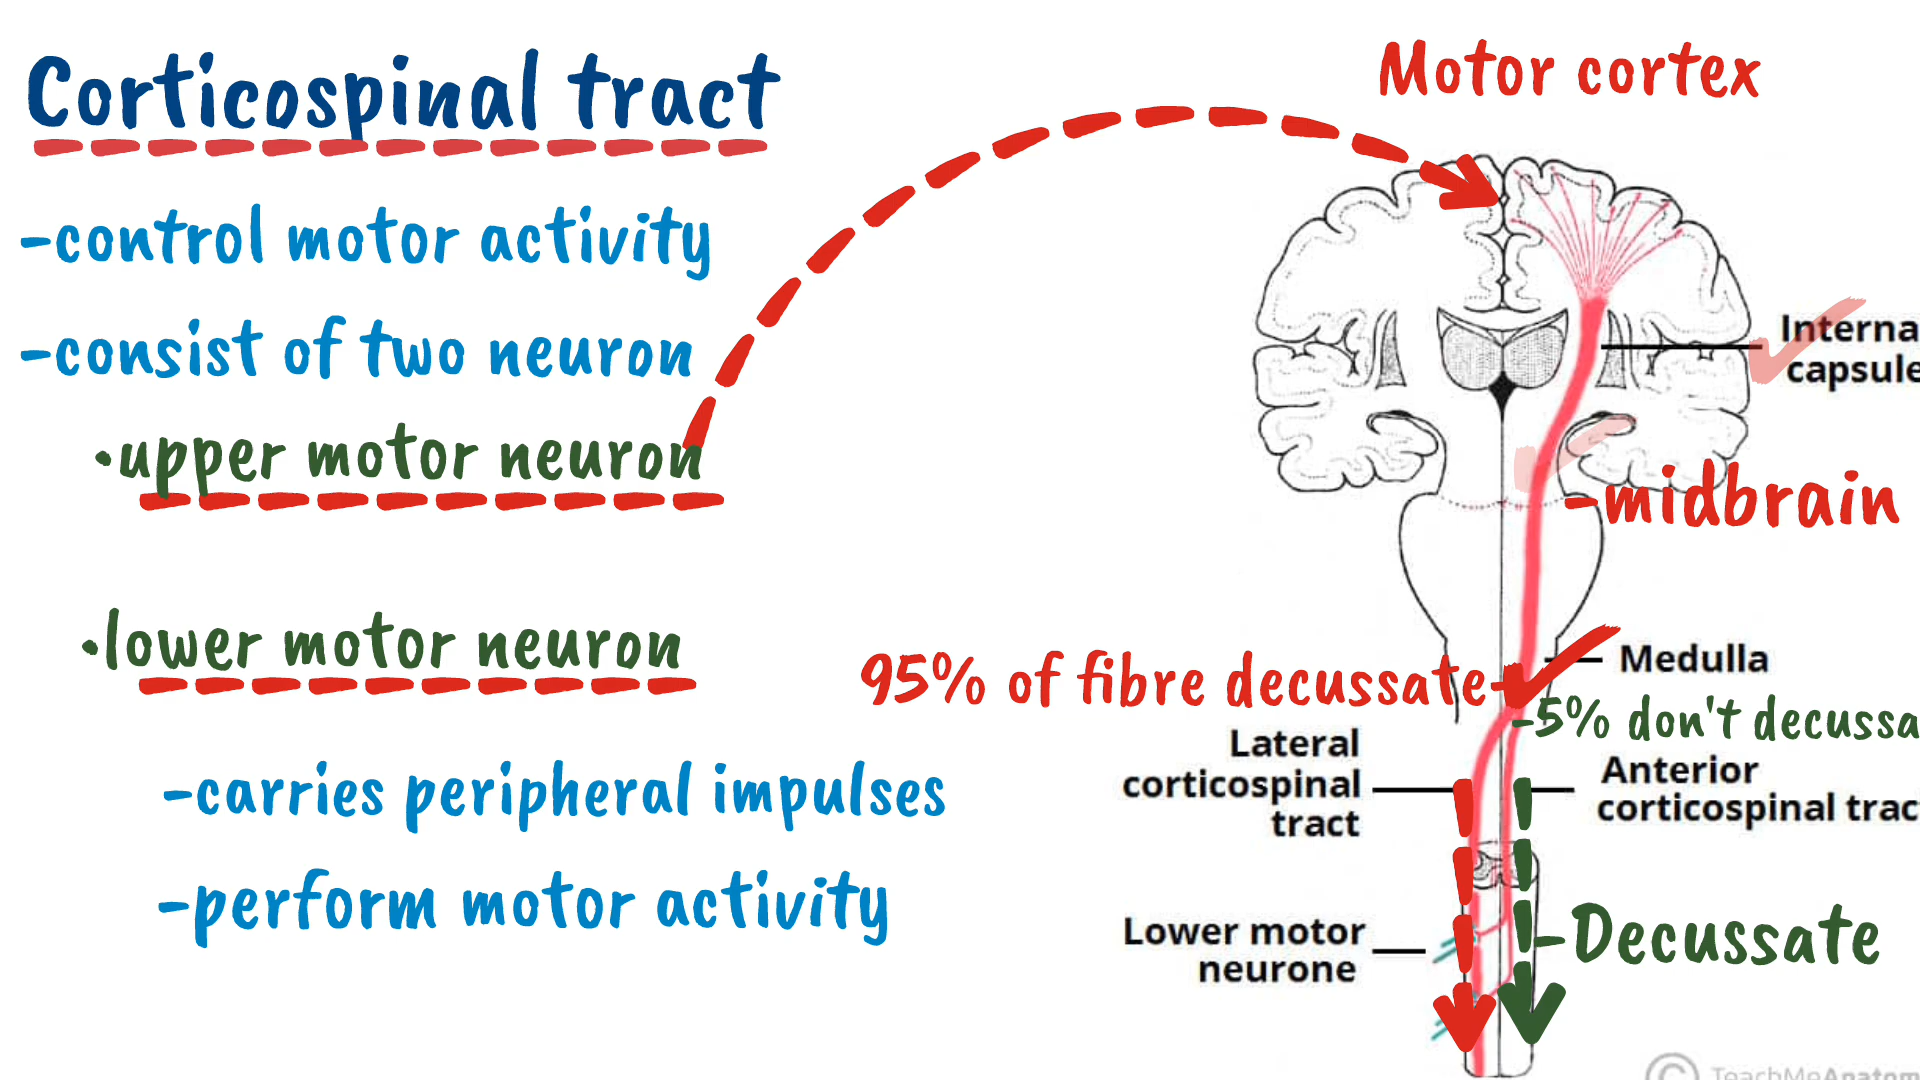 Corticospinal tract
-control motor activity
-consist of two neuron
•upper motor neuron
•lower motor neuron
-carries peripheral impulses
-perform motor activity
Motor cortex
Interna
capsule
-midbrain
Medulla
95% of fibre decussate-
-5% don't decussa
Lateral
corticospinal
tract
Anterior
corticospinal trac
Lower motor
neurone
-Decussate
© TeachMeAnatom